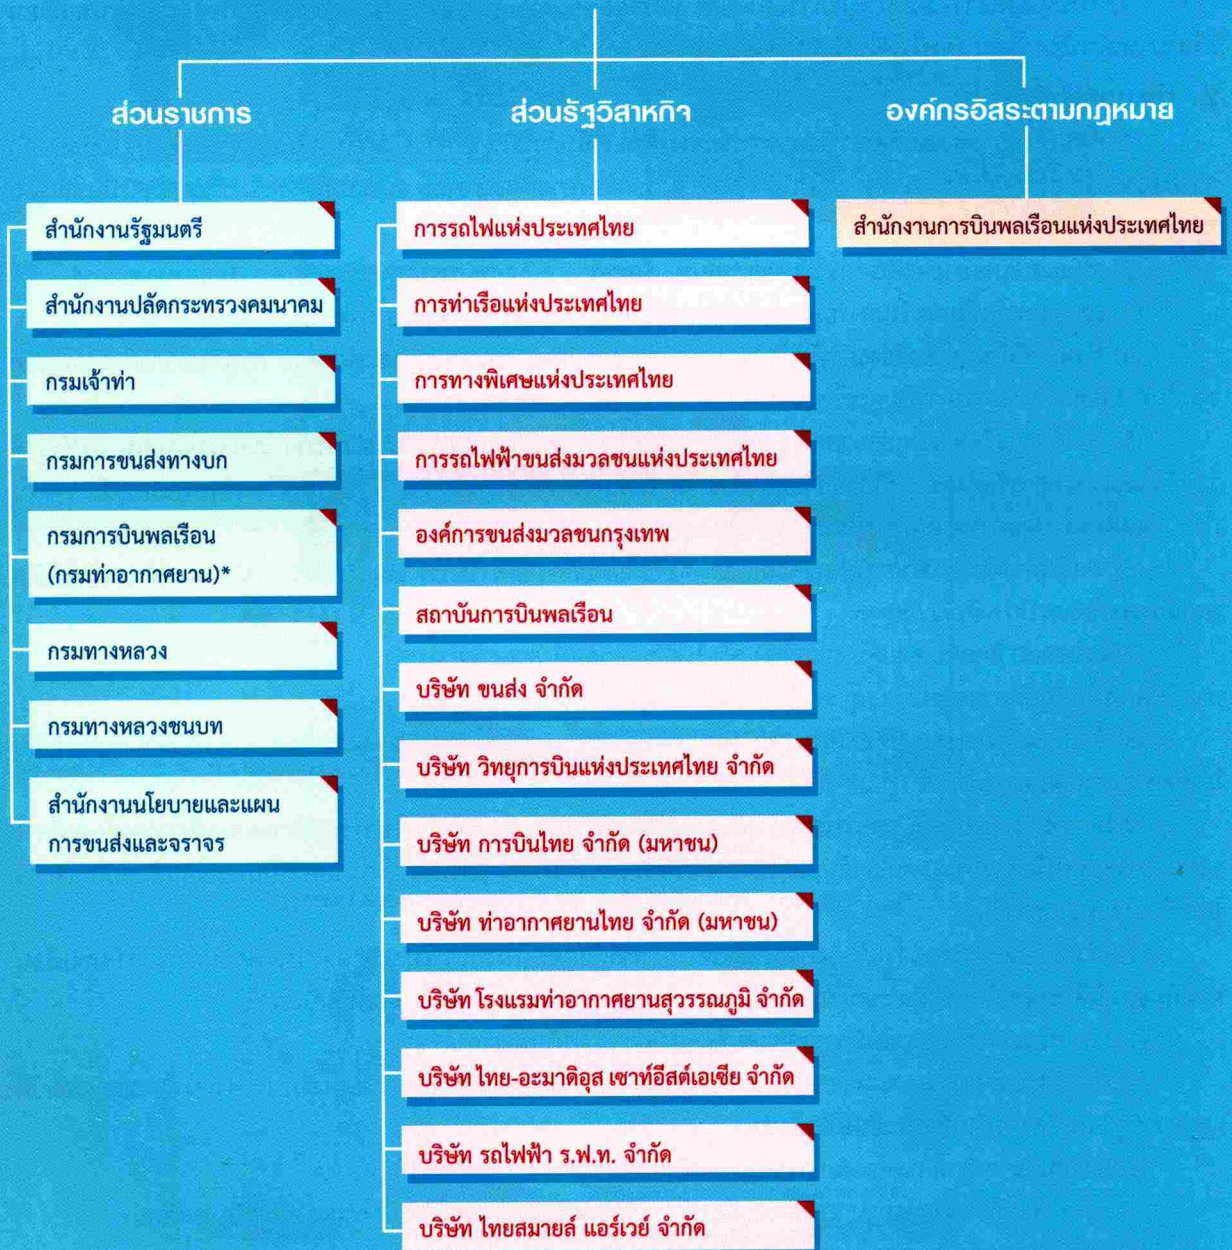 ส่วนราชการ
สำนักงานรัฐมนตรี
สำนักงานปลัดกระทรวงคมนาคม
กรมเจ้าท่า
กรมการขนส่งทางบก
กรมการบินพลเรือน
(กรมท่าอากาศยาน)*
กรมทางหลวง
กรมทางหลวงชนบท
สำนักงานนโยบายและแผน
การขนส่งและจราจร
ส่วนรัฐวิสาหกิจ
การรถไฟแห่งประเทศไทย
การท่าเรือแห่งประเทศไทย
การทางพิเศษแห่งประเทศไทย
การรถไฟฟ้าขนส่งมวลชนแห่งประเทศไทย
องค์การขนส่งมวลชนกรุงเทพ
สถาบันการบินพลเรือน
บริษัท ขนส่ง จำกัด
บริษัท วิทยุการบินแห่งประเทศไทย จำกัด
บริษัท การบินไทย จำกัด (มหาชน)
บริษัท ท่าอากาศยานไทย จำกัด (มหาชน)
บริษัท โรงแรมท่าอากาศยานสุวรรณภูมิ จำกัด
บริษัท ไทย-อะมาดิอุส เซาท์อีสต์เอเชีย จำกัด
บริษัท รถไฟฟ้า ร.ฟ.ท. จำกัด
บริษัท ไทยสมายล์ แอร์เวย์ จำกัด
องค์กรอิสระตามกฎหมาย
สำนักงานการบินพลเรือนแห่งประเทศไทย